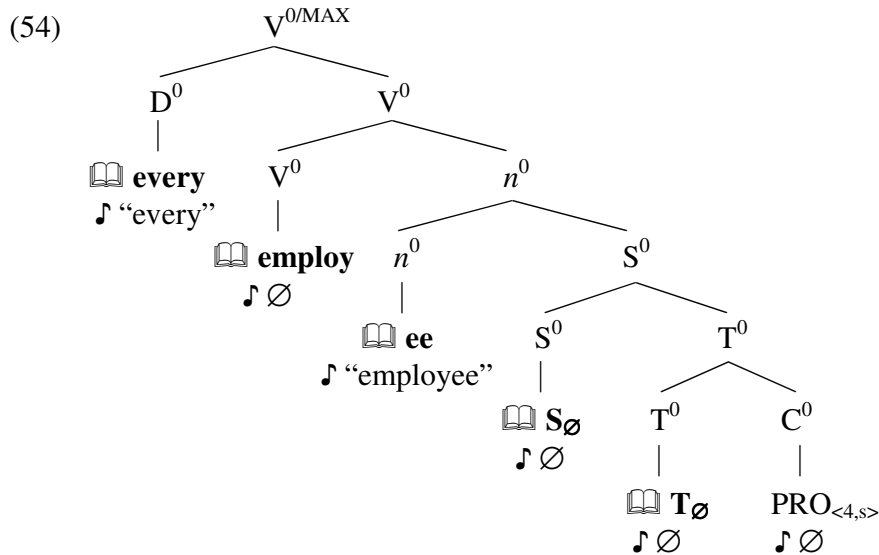 (54) V⁰/ᴹᴬˣ
D⁰ V⁰
📖 every V⁰ n⁰
♪ “every”
📖 employ n⁰ S⁰
♪ ∅
📖 ee S⁰ T⁰
♪ “employee”
📖 S∅ T⁰ C⁰
♪ ∅
📖 T∅ PRO<4,s>
♪ ∅ ♪ ∅